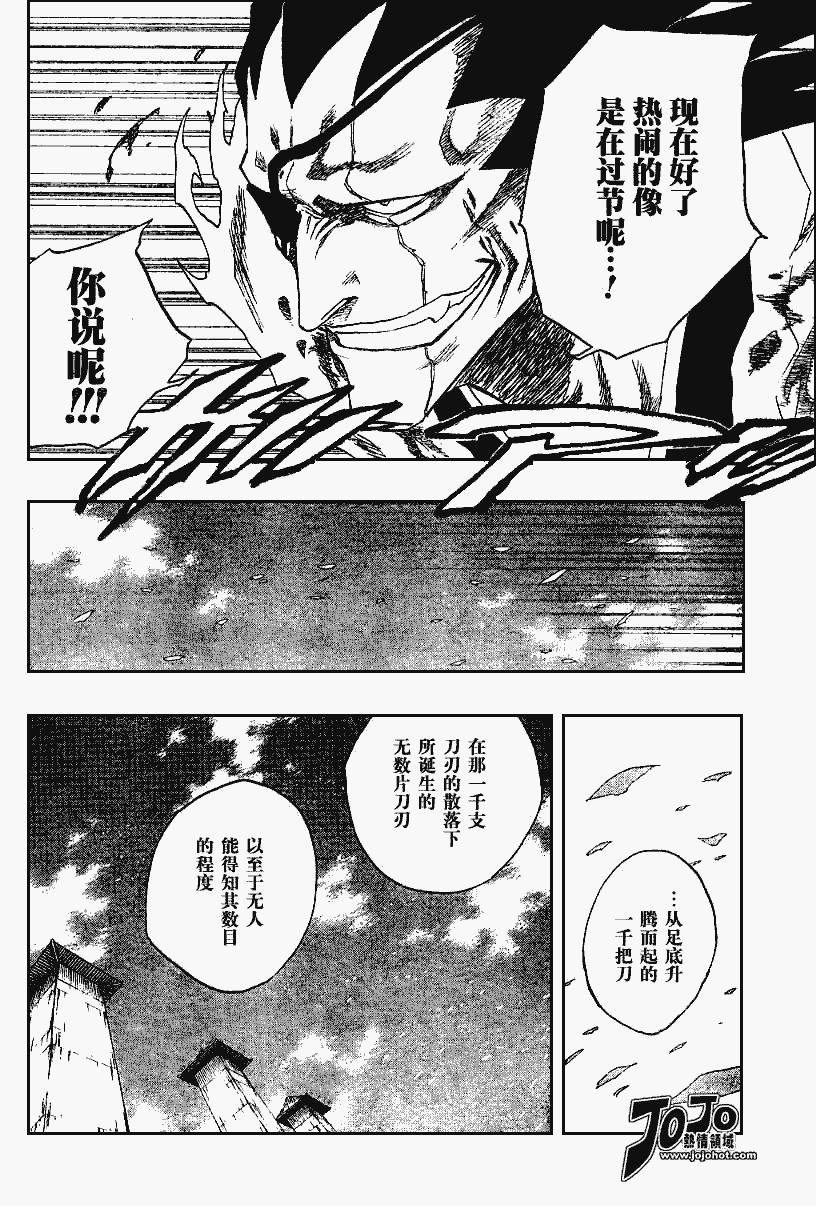 现在好了
热闹的像
是在过节呢…！
你说呢!!!
…从足底升
腾而起的
一千把刀
在那一千支
刀刃的散落下
所诞生的
无数片刀刃
以至于无人
能得知其数目
的程度
JOJO
熱情領域
www.jojohot.com